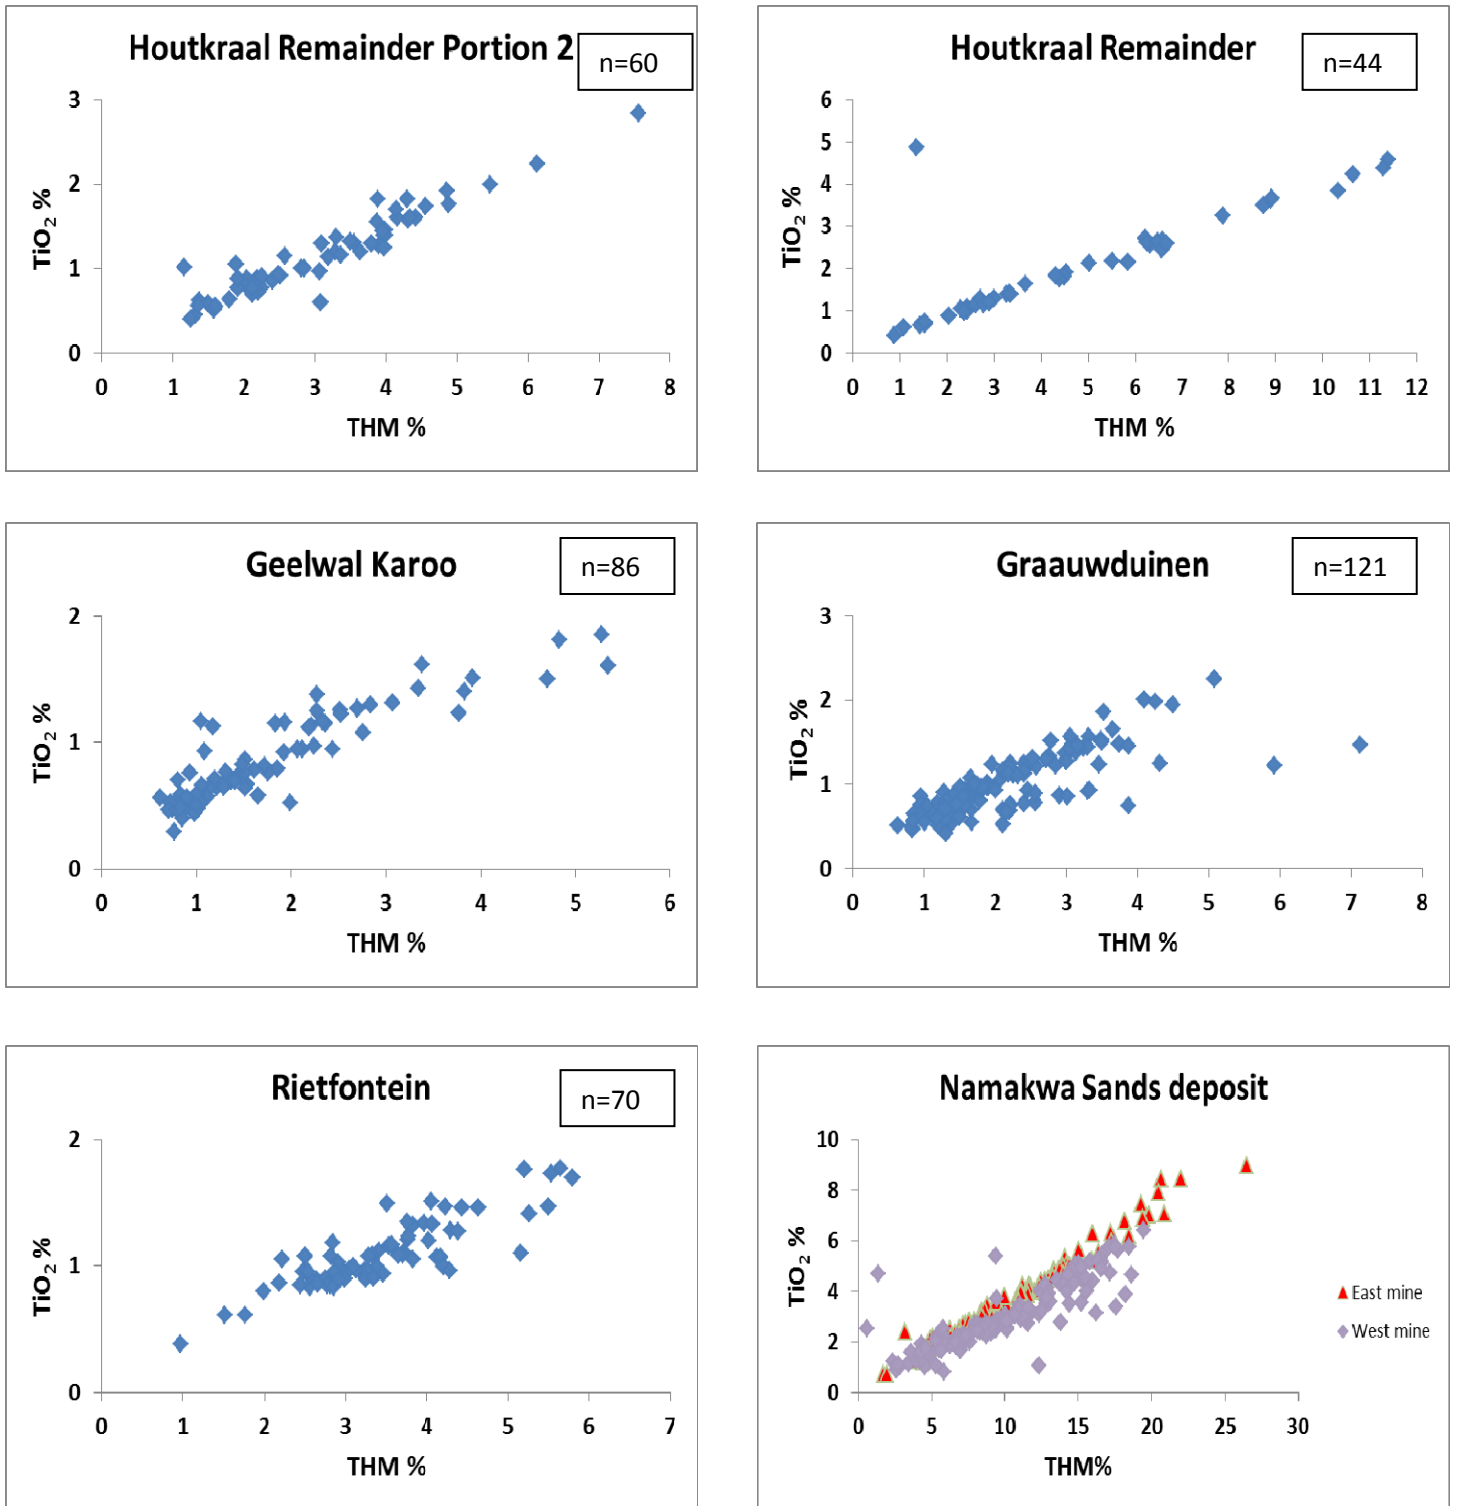 Houtkraal Remainder Portion 2
n=60
3
2
1
0
TiO₂ %
0 1 2 3 4 5 6 7 8
THM %
Houtkraal Remainder
n=44
6
5
4
3
2
1
0
TiO₂ %
0 1 2 3 4 5 6 7 8 9 10 11 12
THM %
Geelwal Karoo
n=86
2
1
0
TiO₂ %
0 1 2 3 4 5 6
THM %
Graauwduinen
n=121
3
2
1
0
TiO₂ %
0 1 2 3 4 5 6 7 8
THM %
Rietfontein
n=70
2
1
0
TiO₂ %
0 1 2 3 4 5 6 7
THM %
Namakwa Sands deposit
10
8
6
4
2
0
TiO₂ %
0 5 10 15 20 25 30
THM%
East mine
West mine